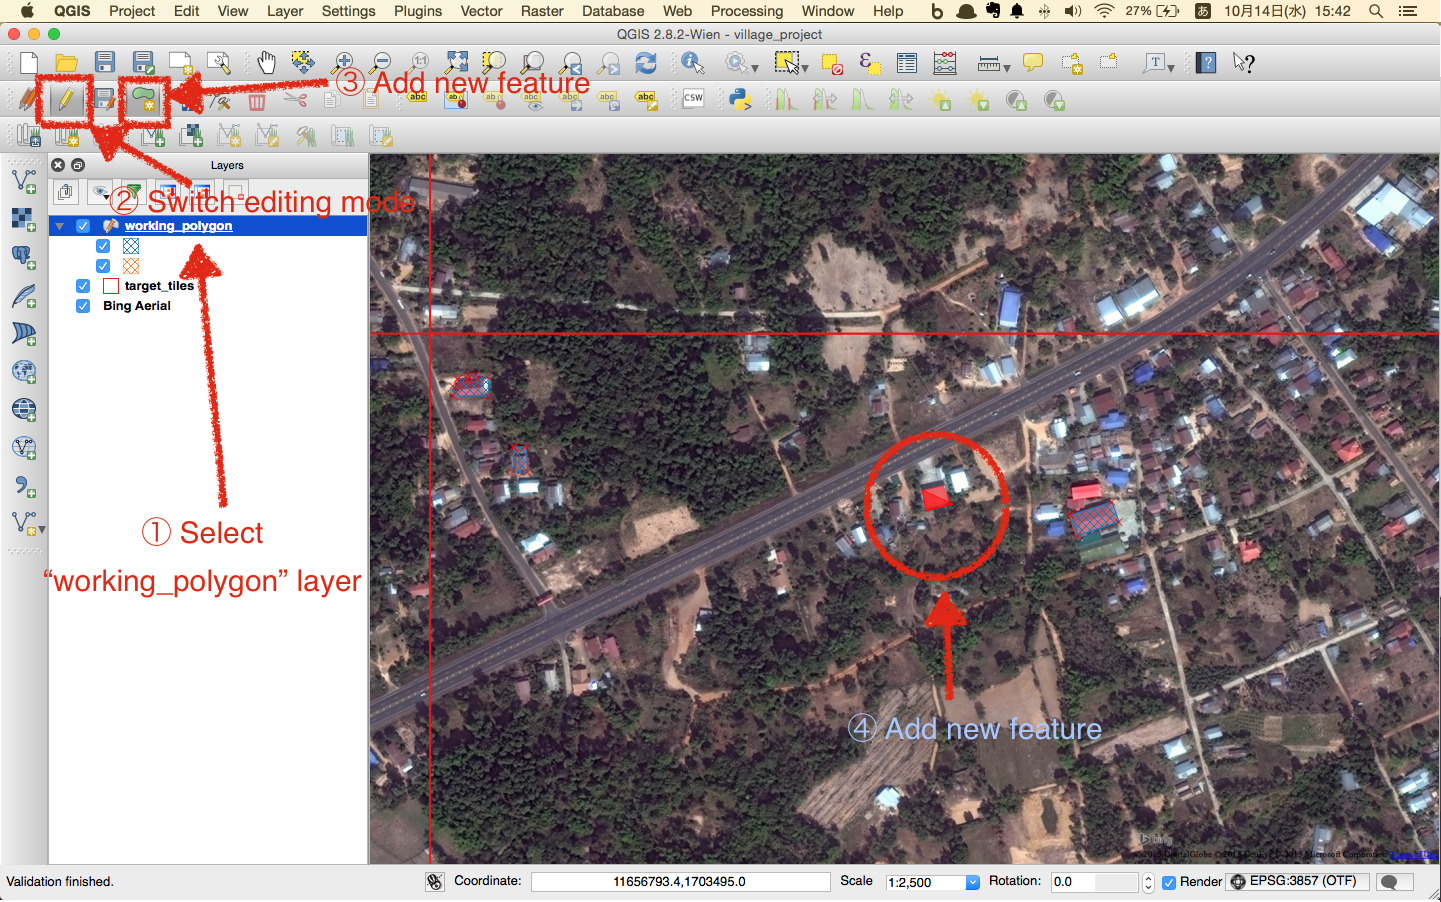 QGIS Project Edit View Layer Settings Plugins Vector Raster Database Web Processing Window Help 27% あ 10月14日(水) 15:42
QGIS 2.8.2-Wien - village_project
③ Add new feature
② Switch editing mode
Layers
working_polygon
target_tiles
Bing Aerial
① Select
“working_polygon” layer
④ Add new feature
abc
CSW
Validation finished.
Coordinate: 11656793.4,1703495.0 Scale 1:2,500 Rotation: 0.0 Render EPSG:3857 (OTF)